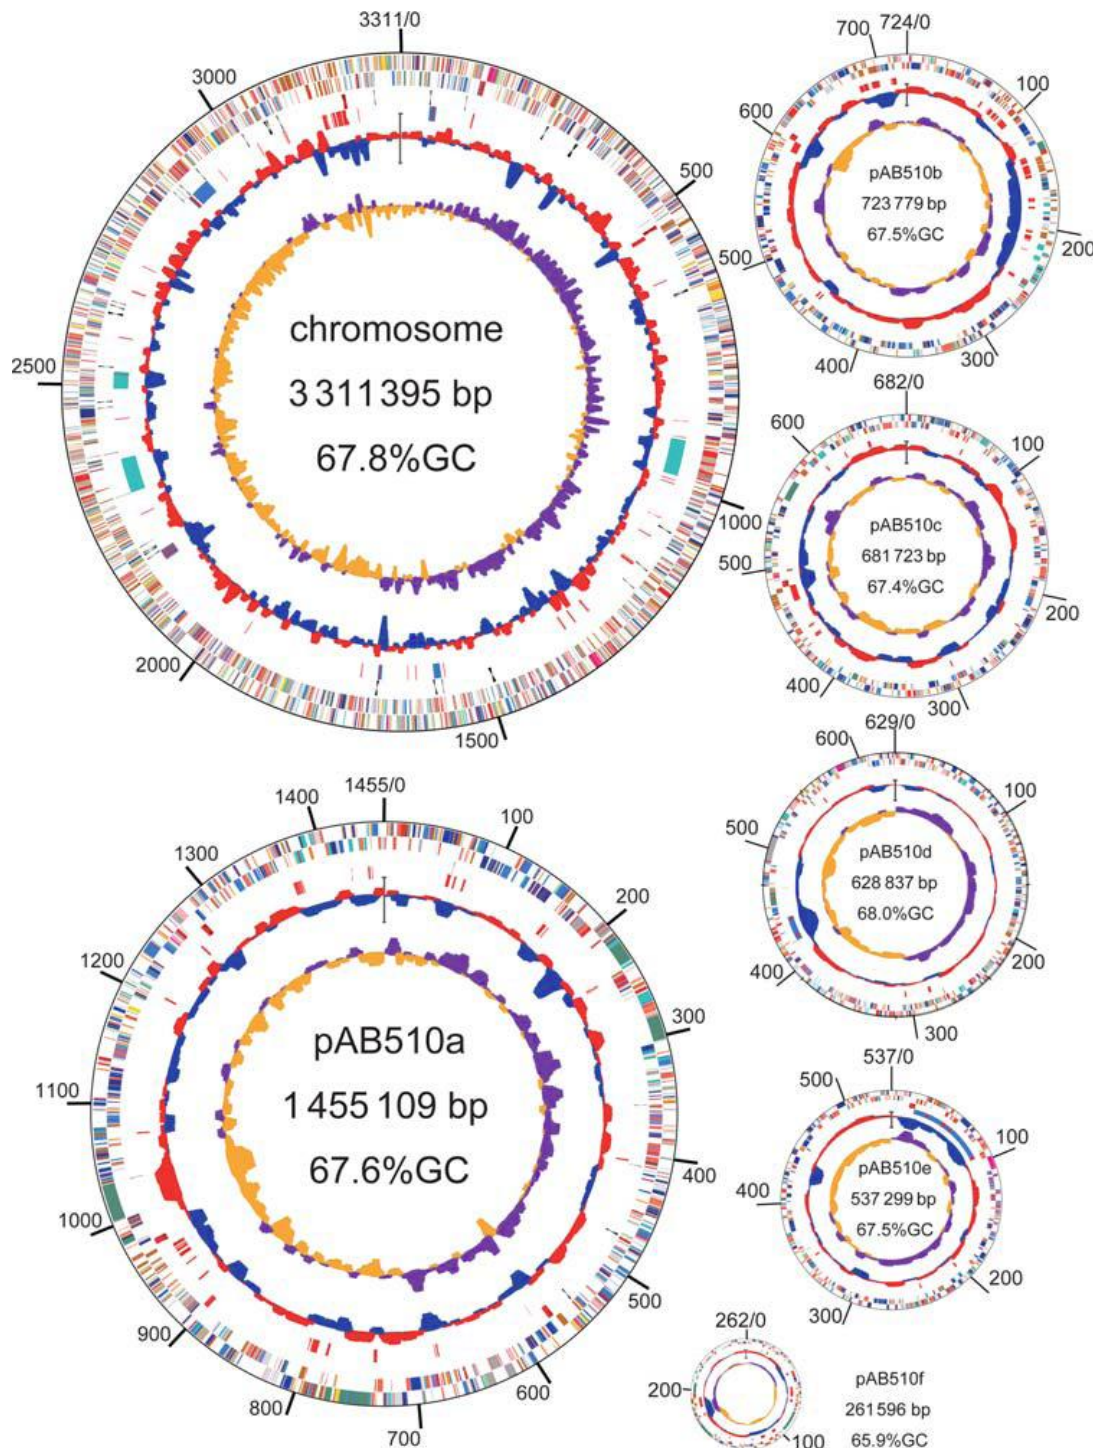 3311/0
500
1000
1500
2000
2500
3000
chromosome
3 311 395 bp
67.8%GC
724/0
100
200
300
400
500
600
700
pAB510b
723 779 bp
67.5%GC
682/0
100
200
300
400
500
600
pAB510c
681 723 bp
67.4%GC
629/0
100
200
300
400
500
600
pAB510d
628 837 bp
68.0%GC
1455/0
100
200
300
400
500
600
700
800
900
1000
1100
1200
1300
1400
pAB510a
1 455 109 bp
67.6%GC
537/0
100
200
300
400
500
pAB510e
537 299 bp
67.5%GC
262/0
100
200
pAB510f
261 596 bp
65.9%GC